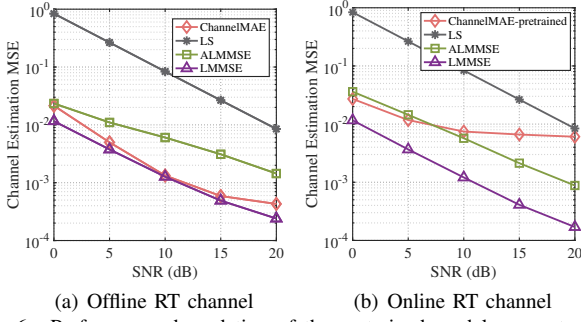 Channel Estimation MSE
10^0
10^-1
10^-2
10^-3
10^-4
0 5 10 15 20
SNR (dB)
ChannelMAE
LS
ALMMSE
LMMSE
(a) Offline RT channel
Channel Estimation MSE
10^0
10^-1
10^-2
10^-3
10^-4
0 5 10 15 20
SNR (dB)
ChannelMAE-pretrained
LS
ALMMSE
LMMSE
(b) Online RT channel